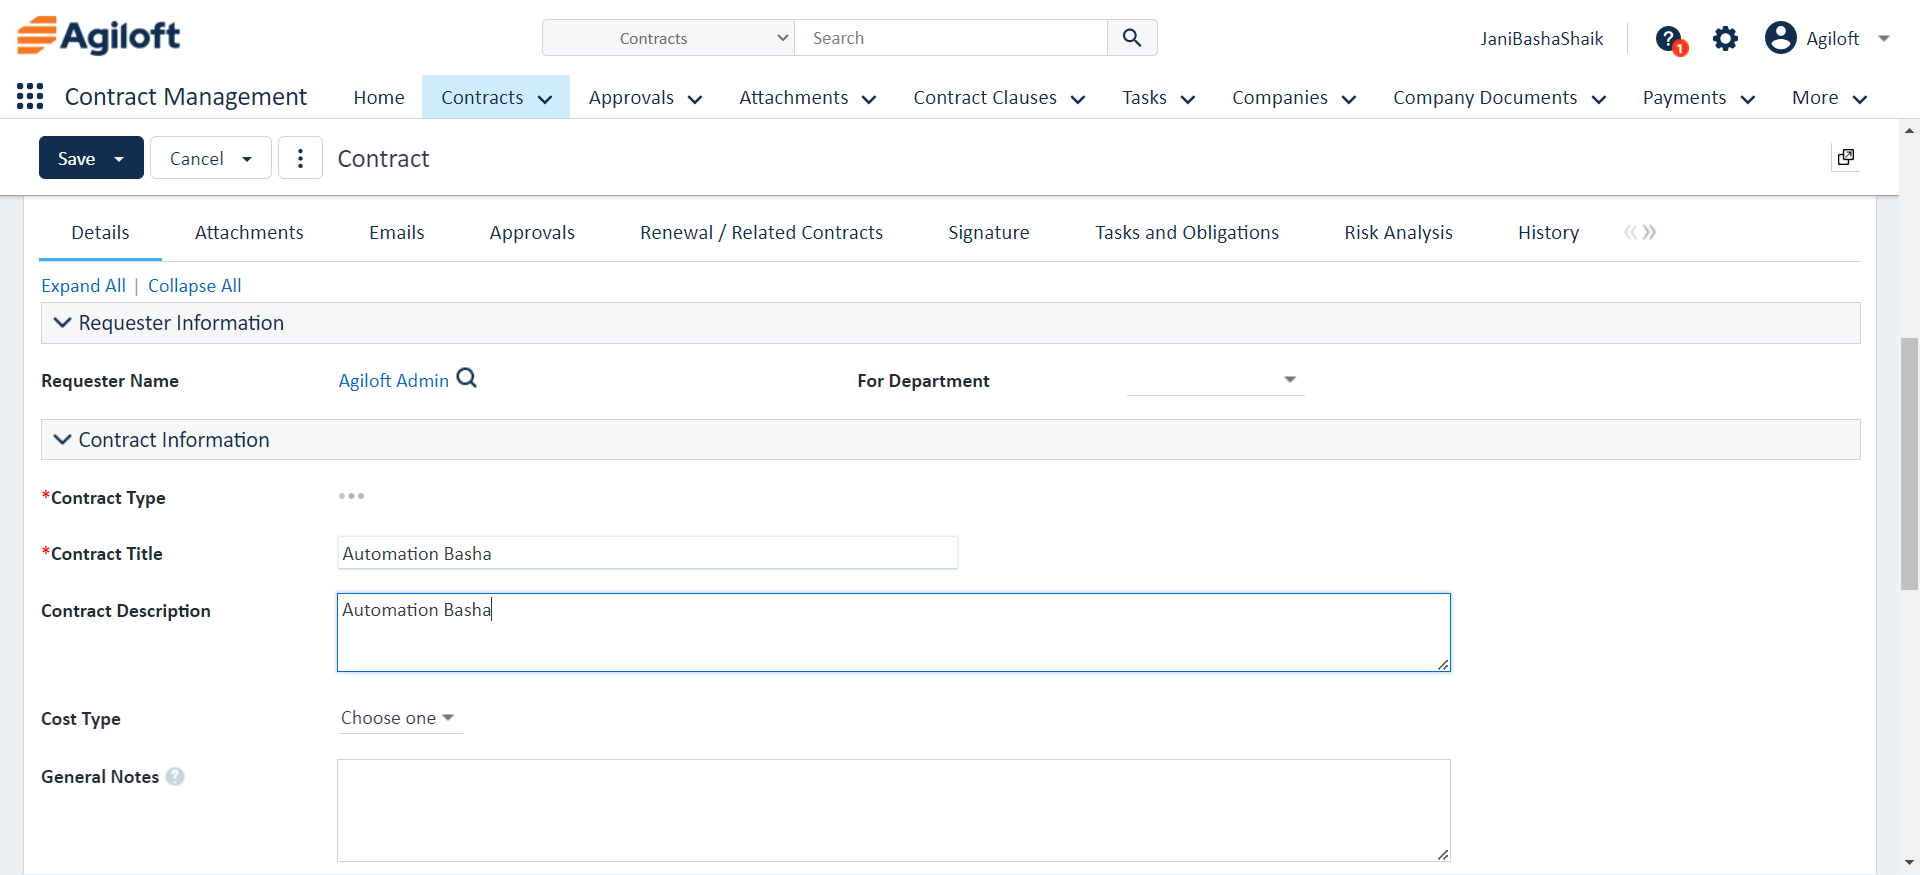 Agiloft
Contracts
Search
JaniBashaShaik
1
Agiloft
Contract Management
Home
Contracts
Approvals
Attachments
Contract Clauses
Tasks
Companies
Company Documents
Payments
More
Save
Cancel
Contract
Details
Attachments
Emails
Approvals
Renewal / Related Contracts
Signature
Tasks and Obligations
Risk Analysis
History
Expand All | Collapse All
Requester Information
Requester Name
Agiloft Admin
For Department
Contract Information
*Contract Type
*Contract Title
Automation Basha
Contract Description
Automation Basha
Cost Type
Choose one
General Notes ?